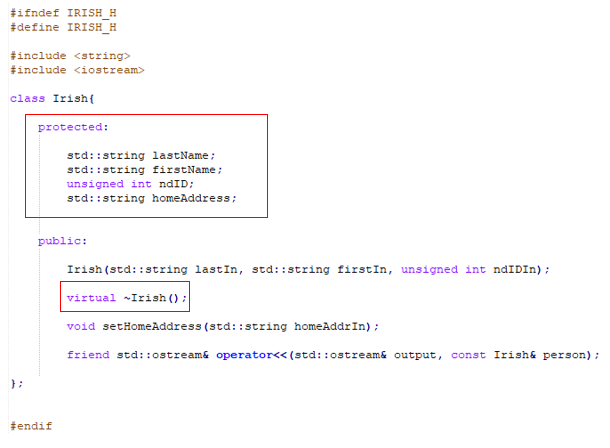 #ifndef IRISH_H
#define IRISH_H
#include <string>
#include <iostream>
class Irish{
protected:
std::string lastName;
std::string firstName;
unsigned int ndID;
std::string homeAddress;
public:
Irish(std::string lastIn, std::string firstIn, unsigned int ndIDIn);
virtual ~Irish();
void setHomeAddress(std::string homeAddrIn);
friend std::ostream& operator<<(std::ostream& output, const Irish& person);
};
#endif